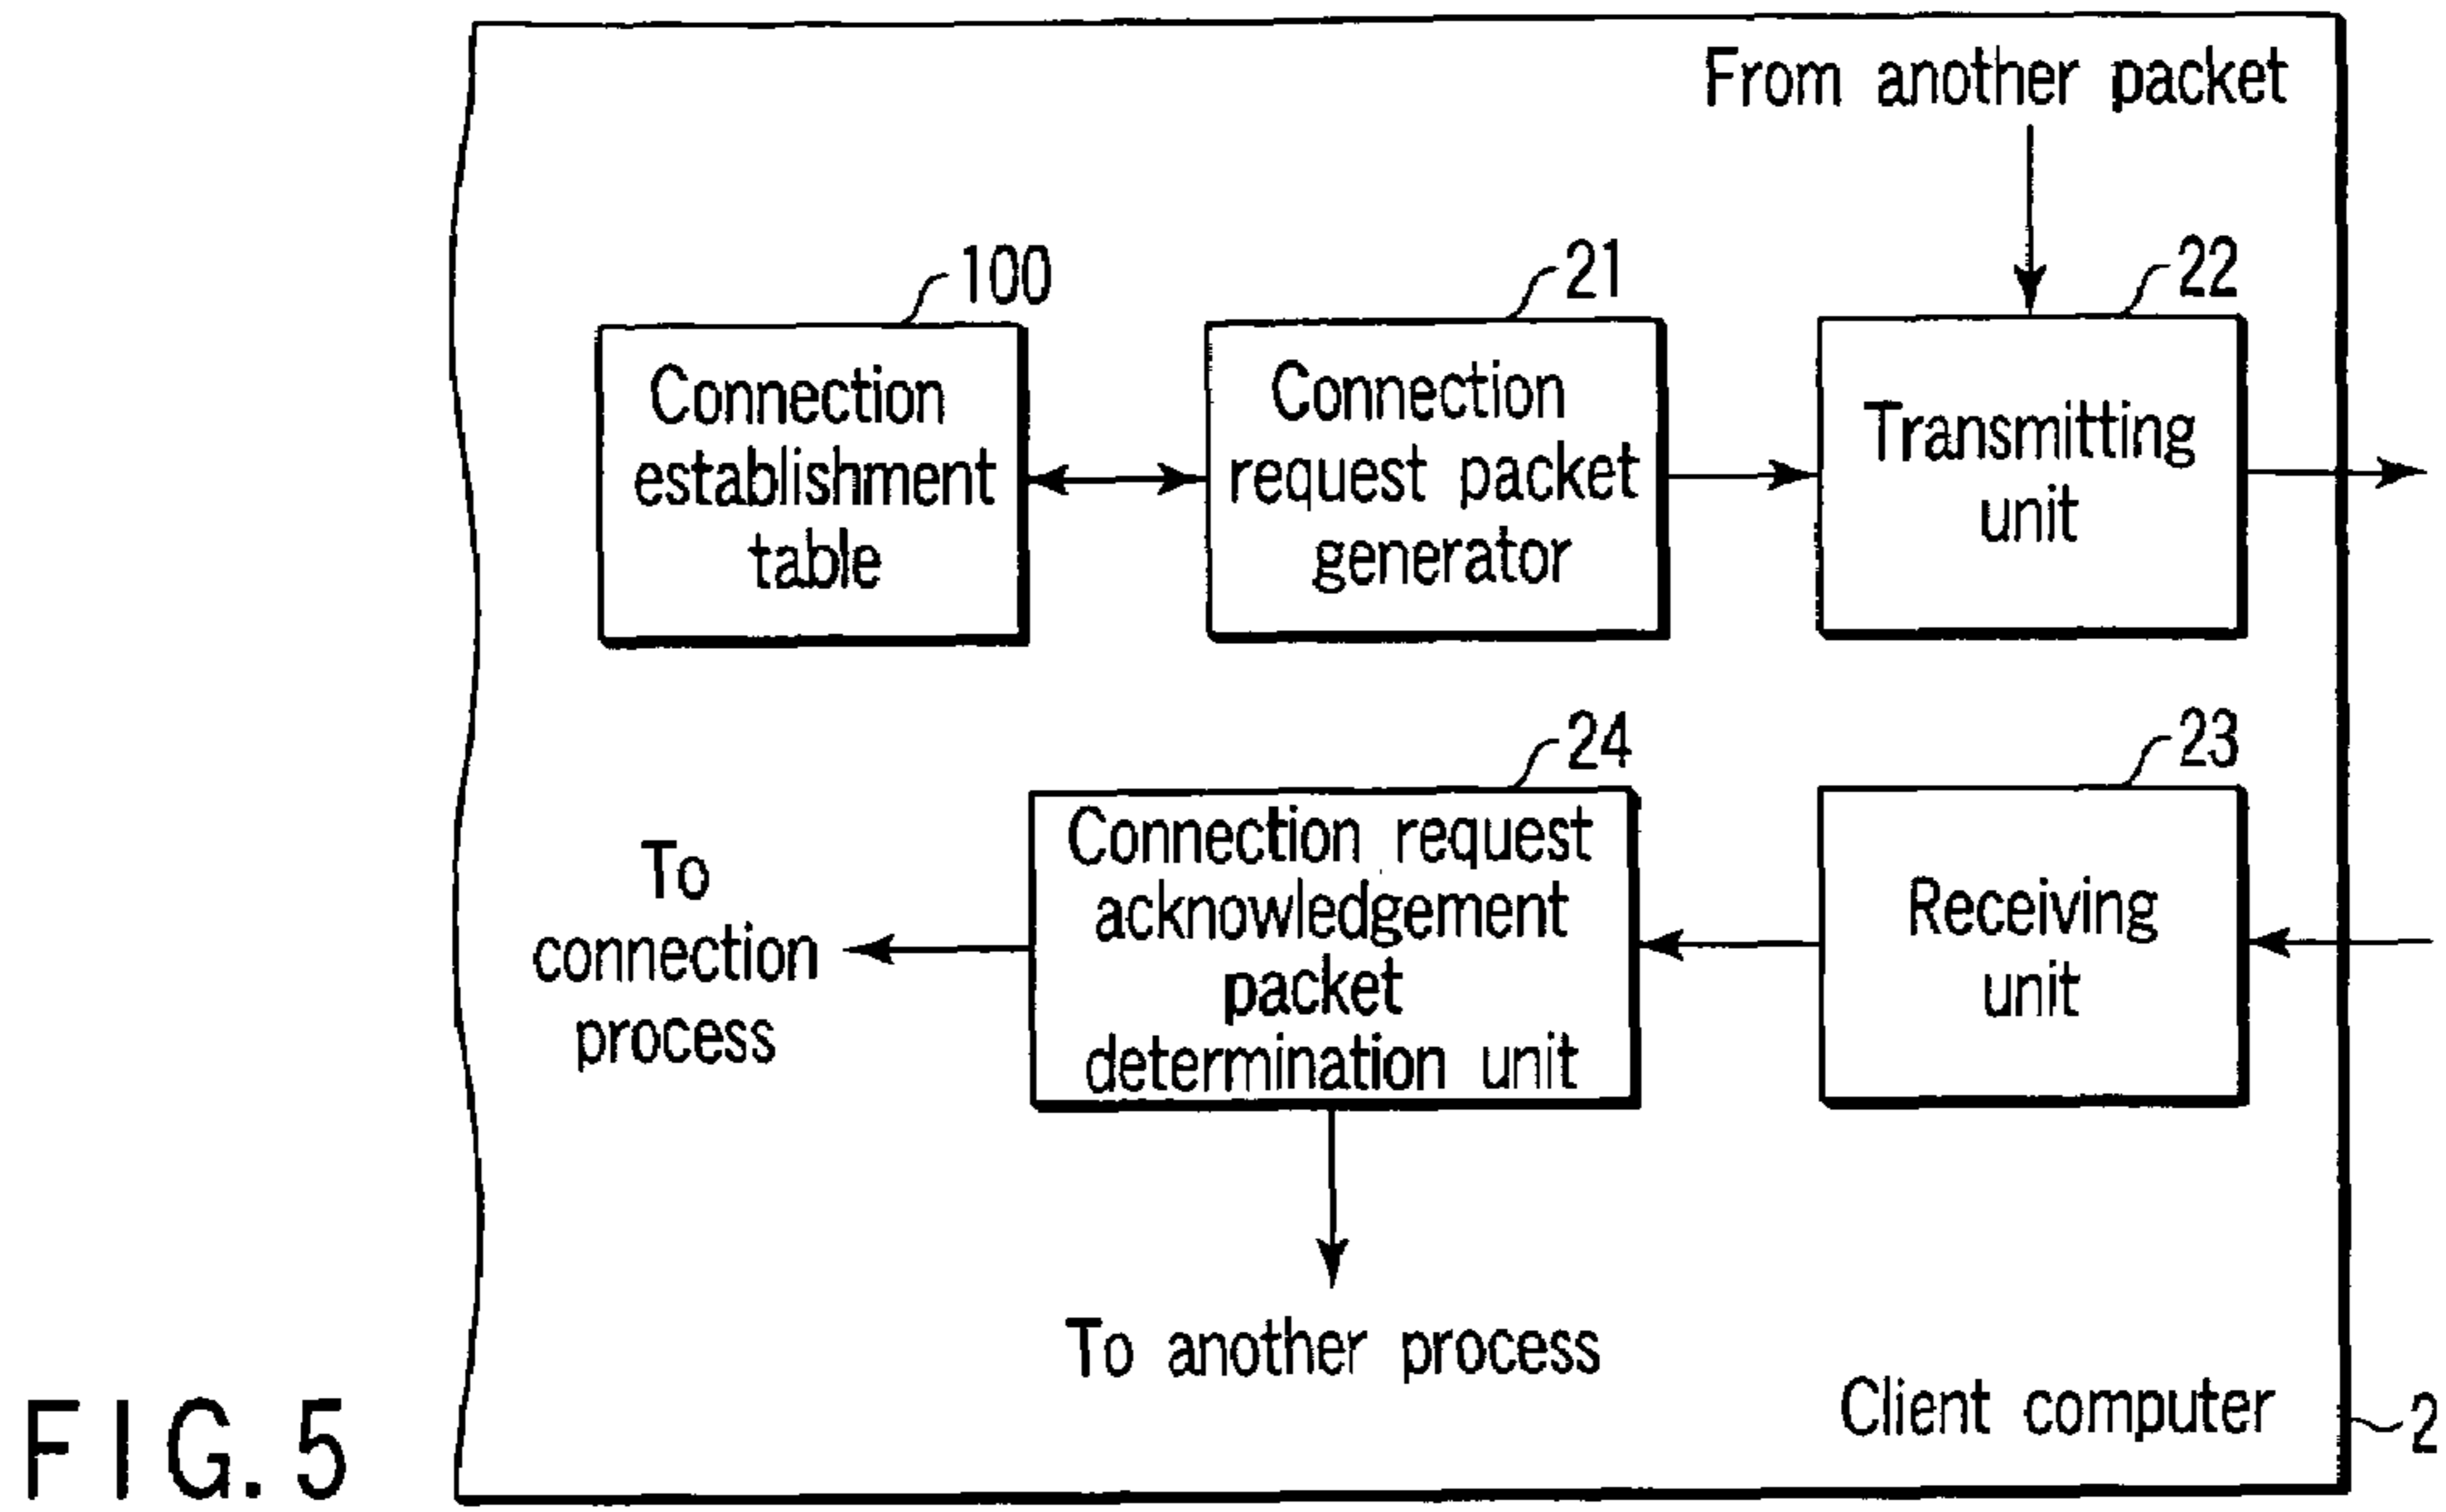 From another packet
100
21
22
Connection
establishment
table
Connection
request packet
generator
Transmitting
unit
24
23
To
connection
process
Connection request
acknowledgement
packet
determination unit
Receiving
unit
To another process
Client computer
2
FIG. 5